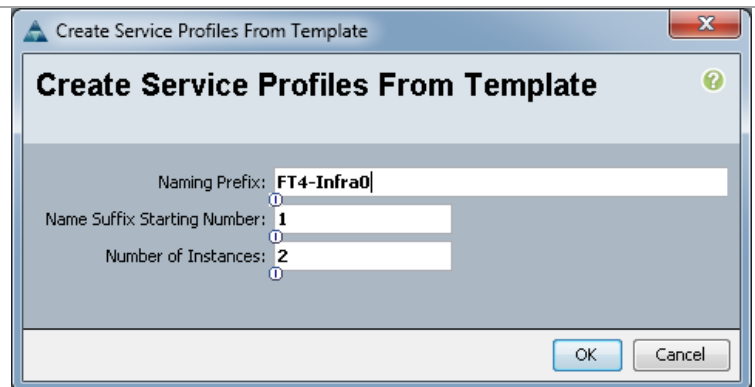 Create Service Profiles From Template
Create Service Profiles From Template
Naming Prefix: FT4-Infra0
Name Suffix Starting Number: 1
Number of Instances: 2
OK Cancel